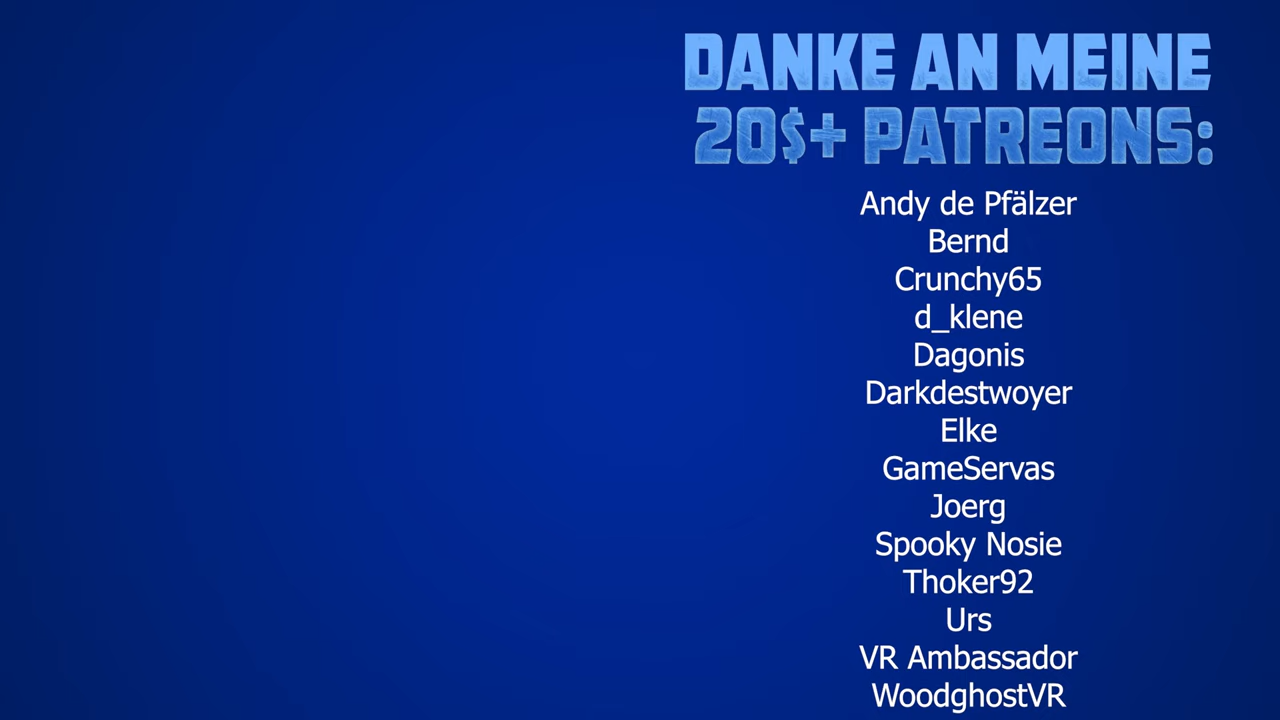 DANKE AN MEINE
20$+ PATREONS:
Andy de Pfälzer
Bernd
Crunchy65
d_klene
Dagonis
Darkdestwoyer
Elke
GameServas
Joerg
Spooky Nosie
Thoker92
Urs
VR Ambassador
WoodghostVR